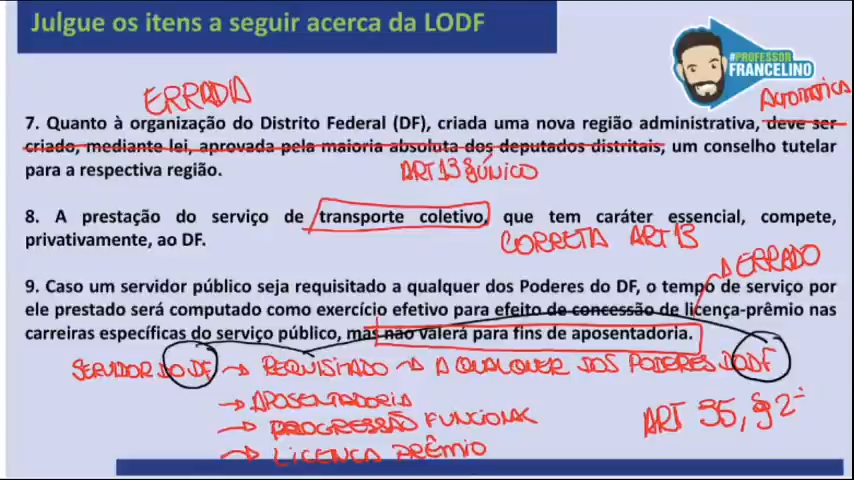 Julgue os itens a seguir acerca da LODF
#PROFESSOR
FRANCELINO
ERRADA
AUTOMÁTICA
7. Quanto à organização do Distrito Federal (DF), criada uma nova região administrativa, deve ser
criado, mediante lei, aprovada pela maioria absoluta dos deputados distritais, um conselho tutelar
para a respectiva região.
ART 13 § ÚNICO
8. A prestação do serviço de transporte coletivo, que tem caráter essencial, compete,
privativamente, ao DF.
CORRETA ART 13
ERRADO
9. Caso um servidor público seja requisitado a qualquer dos Poderes do DF, o tempo de serviço por
ele prestado será computado como exercício efetivo para efeito de concessão de licença-prêmio nas
carreiras específicas do serviço público, mas não valerá para fins de aposentadoria.
SERVIDOR DO DF → REQUISITADO → A QUALQUER DOS PODERES DO DF
→ APOSENTADORIA
→ PROGRESSÃO FUNCIONAL
→ LICENÇA PRÊMIO
ART 35, § 2º